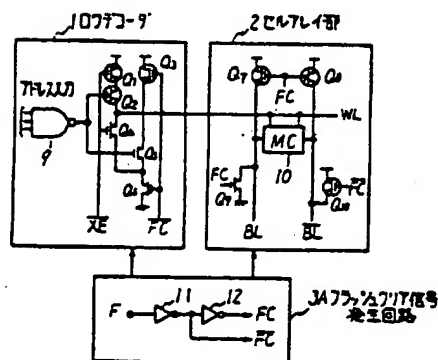 1 ロウデコーダ
2 セルアレイ部
アドレス入力
9
Q1
Q2
Q3
Q4
Q5
Q6
XE
FC
Q7
Q8
FC
WL
MC
10
FC
Q9
FC
Q10
BL
BL
3A フラッシュクリア信号
発生回路
F
11
12
FC
FC